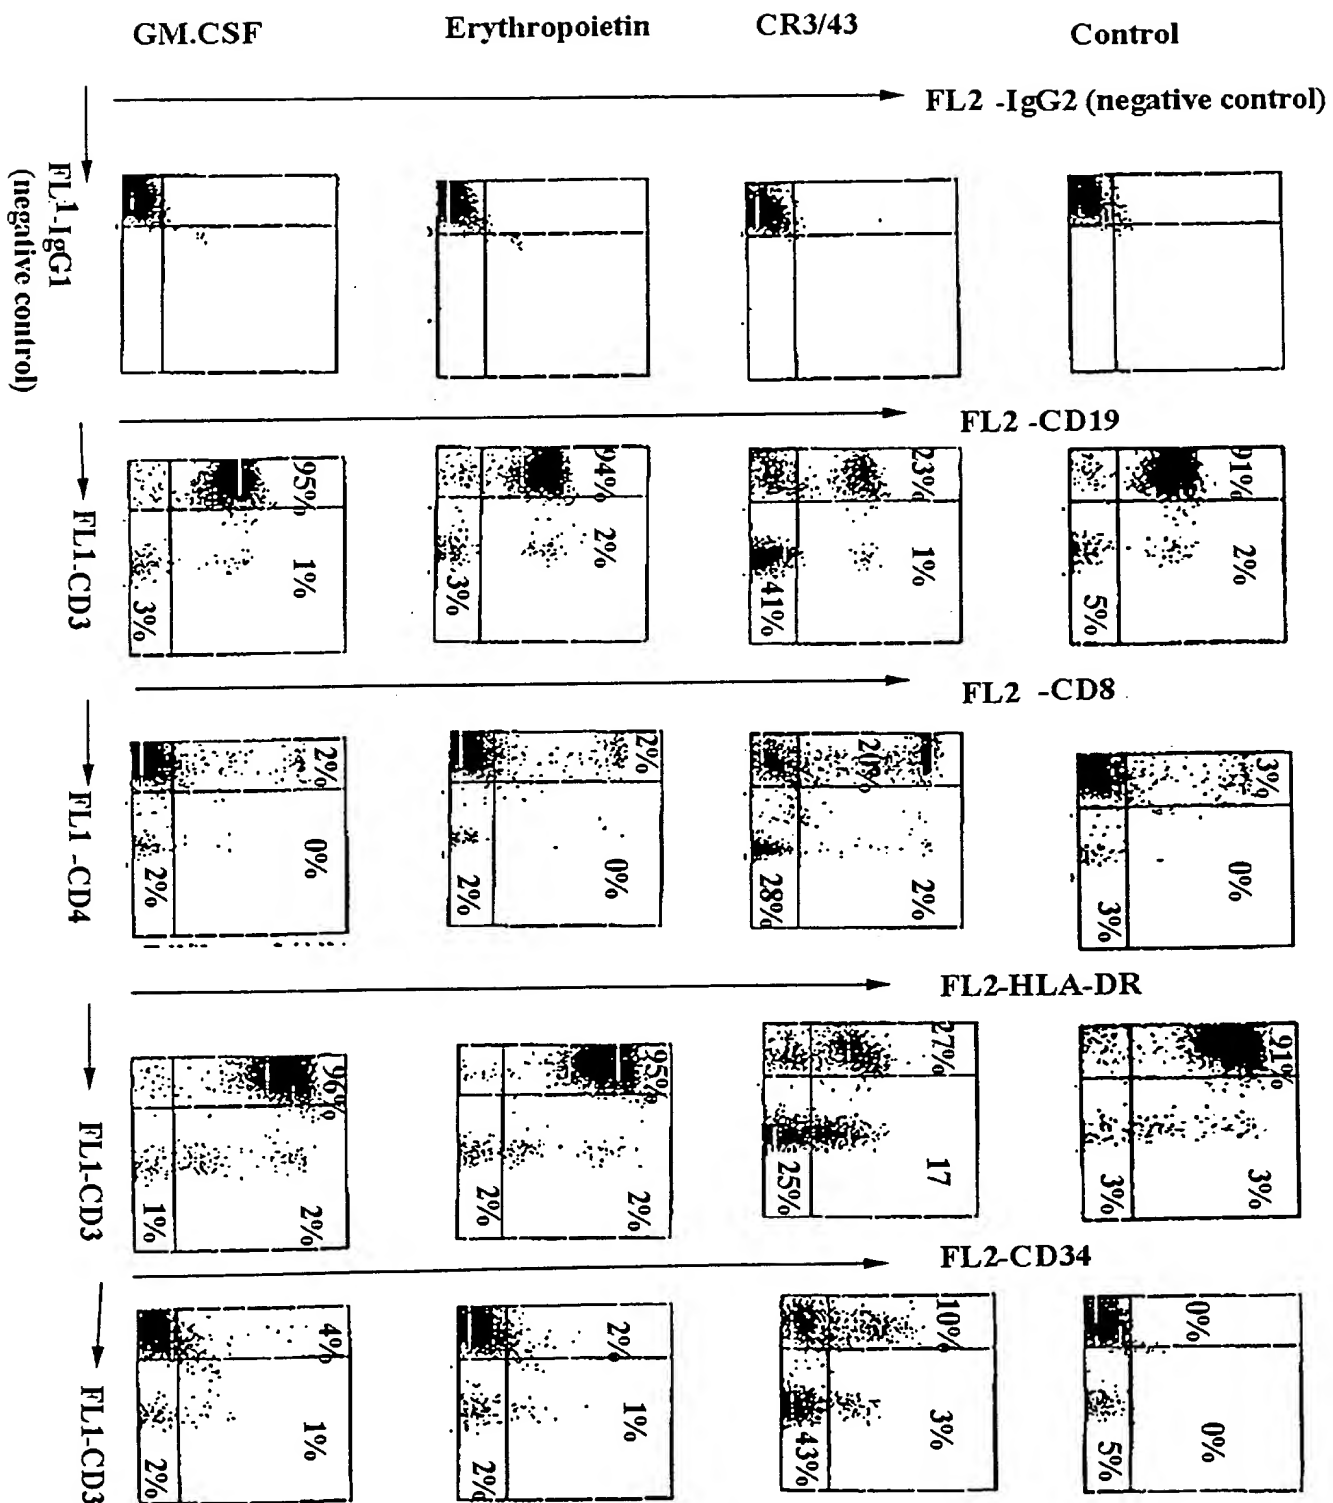 GM.CSF Erythropoietin CR3/43 Control
FL2 -IgG2 (negative control)
FL1-IgG1
(negative control)
FL2 -CD19
FL1-CD3
95% 94% 23% 91%
1% 2% 1% 2%
3% 3% 41% 5%
FL2 -CD8
FL1 -CD4
2% 2% 20% 3%
0% 0% 2% 0%
2% 2% 28% 3%
FL2-HLA-DR
FL1-CD3
96% 95% 27% 91%
2% 2% 17 3%
1% 2% 25% 3%
FL2-CD34
FL1-CD3
4% 2% 10% 0%
1% 1% 3% 0%
2% 2% 43% 5%